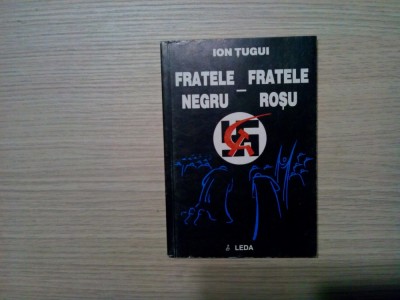 ION ŢUGUI
FRATELE – FRATELE
NEGRU ROŞU
LEDA